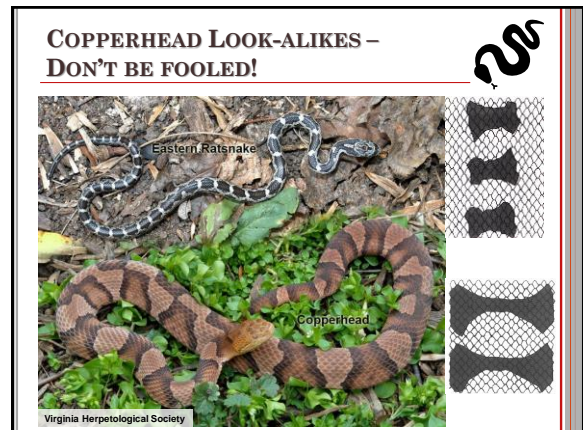 COPPERHEAD LOOK-ALIKES –
DON'T BE FOOLED!
Eastern Ratsnake
Copperhead
Virginia Herpetological Society